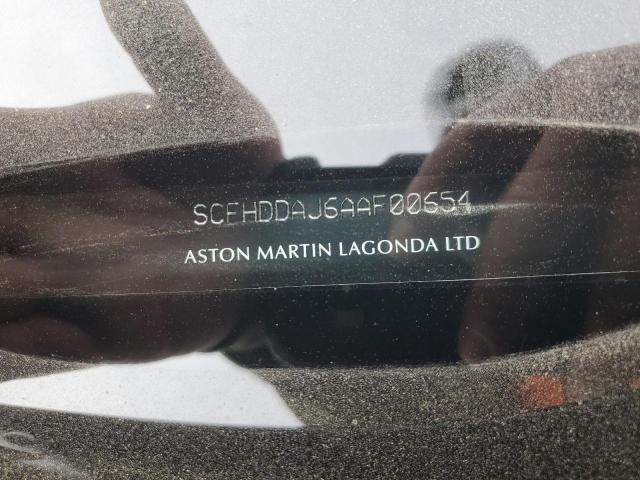 SCFHDDAJ6AAF00654
ASTON MARTIN LAGONDA LTD